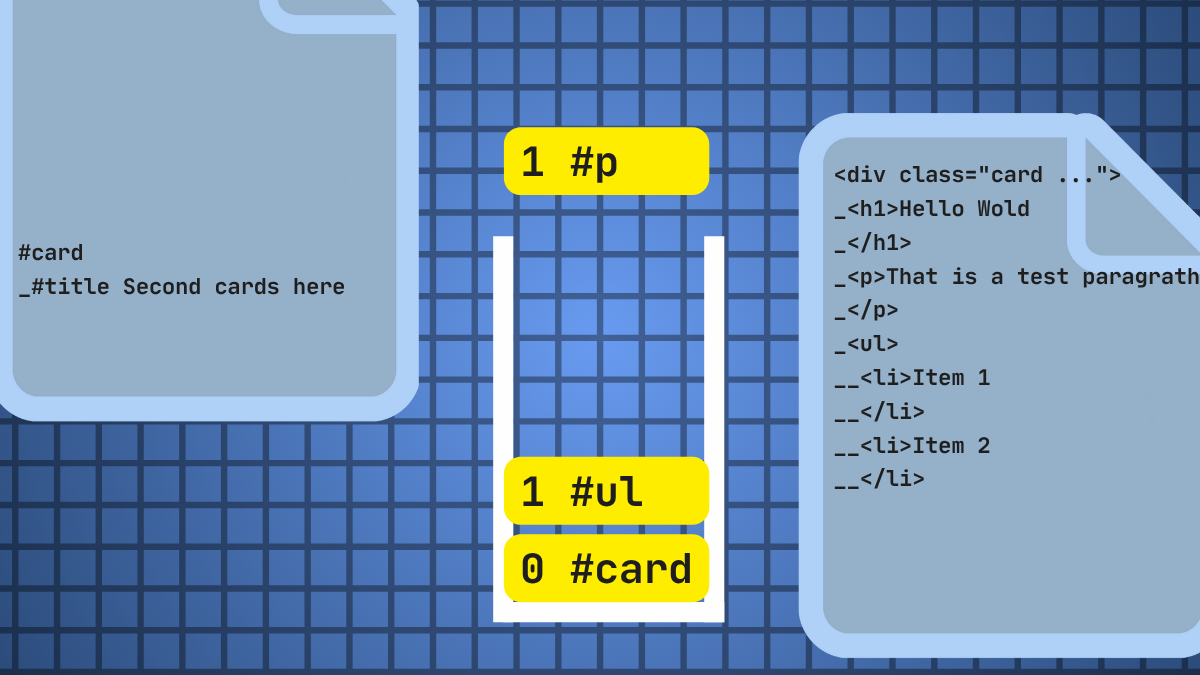 #card
_#title Second cards here
1 #p
1 #ul
0 #card
<div class="card ...">
_<h1>Hello Wold
_</h1>
_<p>That is a test paragrath
_</p>
_<ul>
__<li>Item 1
__</li>
__<li>Item 2
__</li>